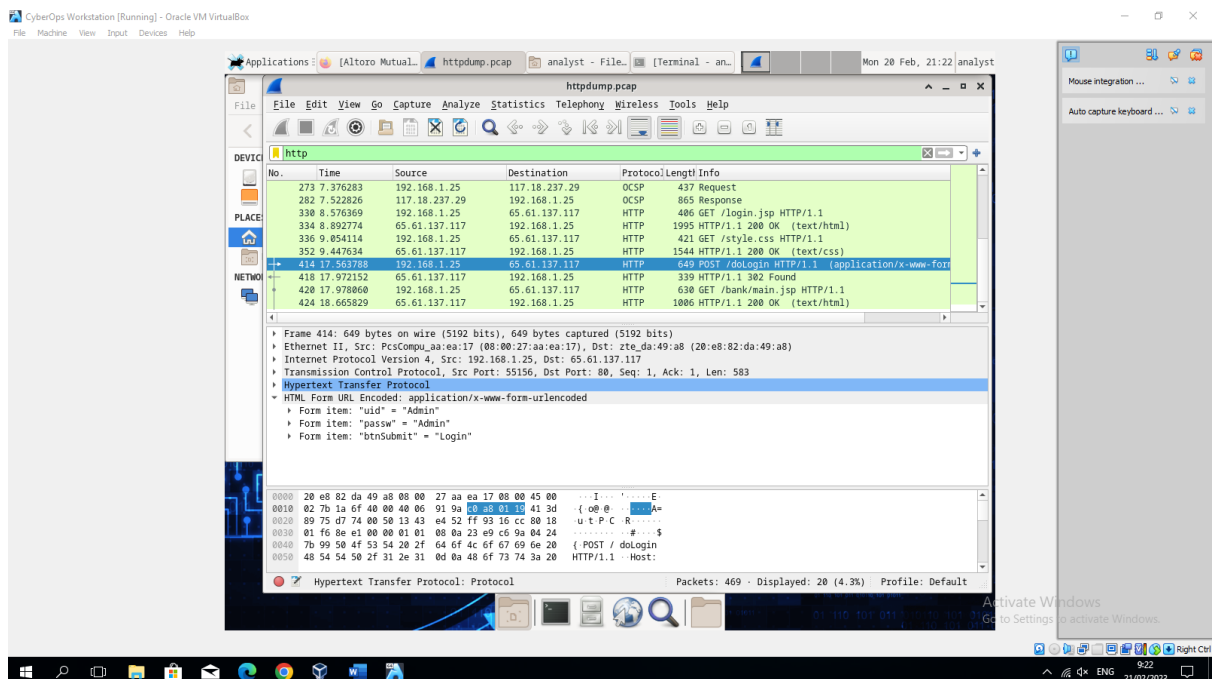 CyberOps Workstation [Running] - Oracle VM VirtualBox
File Machine View Input Devices Help
Applications : [Altoro Mutual... httpdump.pcap analyst - File... [Terminal - an... Mon 20 Feb, 21:22 analyst
Mouse integration ...
Auto capture keyboard ...
File
DEVIC
PLACE
NETWO
httpdump.pcap
File Edit View Go Capture Analyze Statistics Telephony Wireless Tools Help
http
No. Time Source Destination Protocol Length Info
273 7.376283 192.168.1.25 117.18.237.29 OCSP 437 Request
282 7.522826 117.18.237.29 192.168.1.25 OCSP 865 Response
330 8.576369 192.168.1.25 65.61.137.117 HTTP 406 GET /login.jsp HTTP/1.1
334 8.892774 65.61.137.117 192.168.1.25 HTTP 1995 HTTP/1.1 200 OK (text/html)
336 9.054114 192.168.1.25 65.61.137.117 HTTP 421 GET /style.css HTTP/1.1
352 9.447634 65.61.137.117 192.168.1.25 HTTP 1544 HTTP/1.1 200 OK (text/css)
414 17.563788 192.168.1.25 65.61.137.117 HTTP 649 POST /doLogin HTTP/1.1 (application/x-www-form
418 17.972152 65.61.137.117 192.168.1.25 HTTP 339 HTTP/1.1 302 Found
420 17.978060 192.168.1.25 65.61.137.117 HTTP 630 GET /bank/main.jsp HTTP/1.1
424 18.665829 65.61.137.117 192.168.1.25 HTTP 1006 HTTP/1.1 200 OK (text/html)
Frame 414: 649 bytes on wire (5192 bits), 649 bytes captured (5192 bits)
Ethernet II, Src: PcsCompu_aa:ea:17 (08:00:27:aa:ea:17), Dst: zte_da:49:a8 (20:e8:82:da:49:a8)
Internet Protocol Version 4, Src: 192.168.1.25, Dst: 65.61.137.117
Transmission Control Protocol, Src Port: 55156, Dst Port: 80, Seq: 1, Ack: 1, Len: 583
Hypertext Transfer Protocol
HTML Form URL Encoded: application/x-www-form-urlencoded
Form item: "uid" = "Admin"
Form item: "passw" = "Admin"
Form item: "btnSubmit" = "Login"
0000 20 e8 82 da 49 a8 08 00 27 aa ea 17 08 00 45 00 ···I··· '·····E·
0010 02 7b 1a 6f 40 00 40 06 91 9a c0 a8 01 19 41 3d ·{·o@·@· ······A=
0020 89 75 d7 74 00 50 13 43 e4 52 ff 93 16 cc 80 18 ·u·t·P·C ·R······
0030 01 f6 8e e1 00 00 01 01 08 0a 23 e9 c6 9a 04 24 ········ ··#····$
0040 7b 99 50 4f 53 54 20 2f 64 6f 4c 6f 67 69 6e 20 {·POST / doLogin
0050 48 54 54 50 2f 31 2e 31 0d 0a 48 6f 73 74 3a 20 HTTP/1.1 ··Host:
Hypertext Transfer Protocol: Protocol Packets: 469 · Displayed: 20 (4.3%) Profile: Default
Activate Windows
Go to Settings to activate Windows.
Right Ctrl
ENG
9:22
21/02/2023